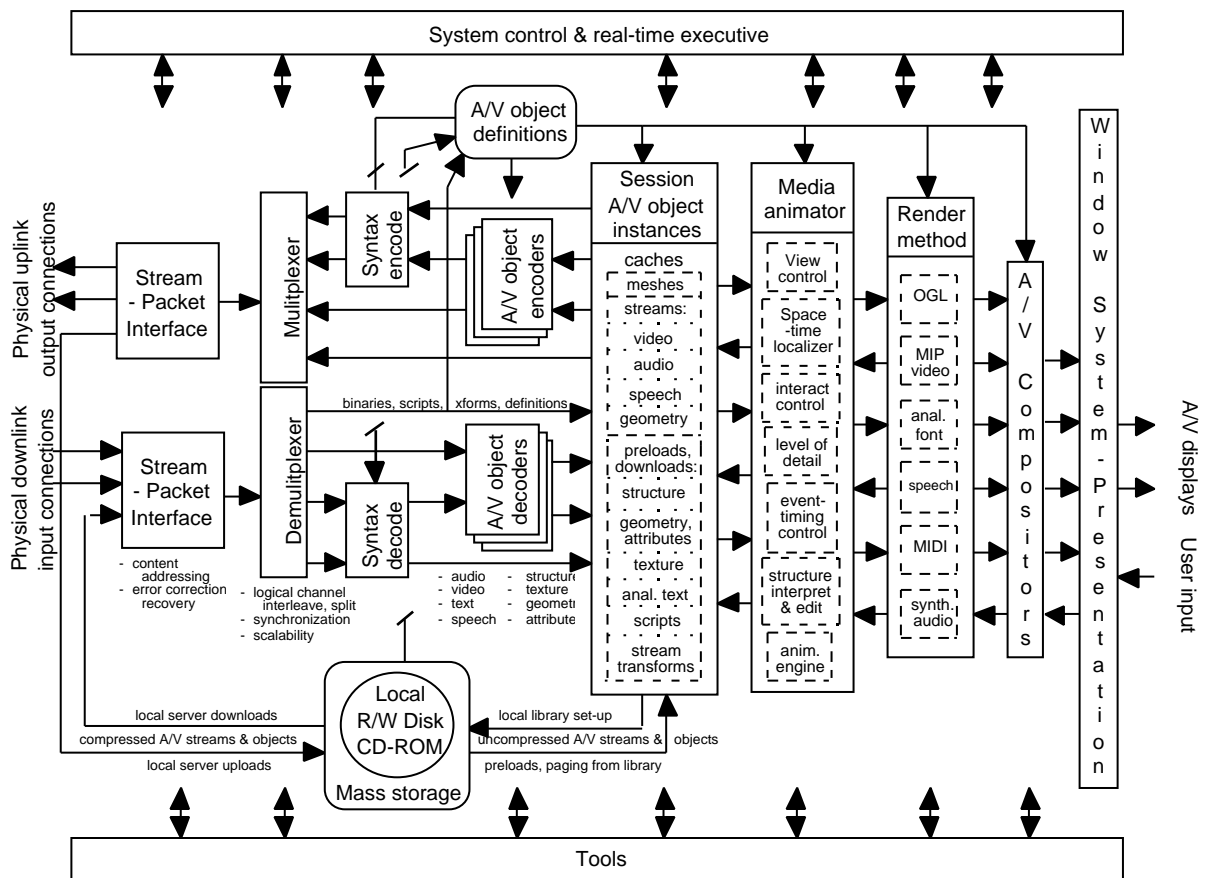 System control & real-time executive
A/V object
definitions
Physical uplink
output connections
Stream
- Packet
Interface
Mulitplexer
Syntax
encode
A/V object
encoders
Physical downlink
input connections
Stream
- Packet
Interface
- content
addressing
- error correction
recovery
Demulitplexer
- logical channel
interleave, split
- synchronization
- scalability
binaries, scripts, xforms, definitions
Syntax
decode
A/V object
decoders
- audio
- video
- text
- speech
- structure
- texture
- geomet
- attribute
Session
A/V object
instances
caches
meshes
streams:
video
audio
speech
geometry
preloads,
downloads:
structure
geometry,
attributes
texture
anal. text
scripts
stream
transforms
Media
animator
View
control
Space
-time
localizer
interact
control
level of
detail
event-
timing
control
structure
interpret
& edit
anim.
engine
Render
method
OGL
MIP
video
anal.
font
speech
MIDI
synth.
audio
A/V Compositors
Window System-Presentation
A/V displays
User input
Local
R/W Disk
CD-ROM
Mass storage
local server downloads
compressed A/V streams & objects
local server uploads
local library set-up
uncompressed A/V streams & objects
preloads, paging from library
Tools